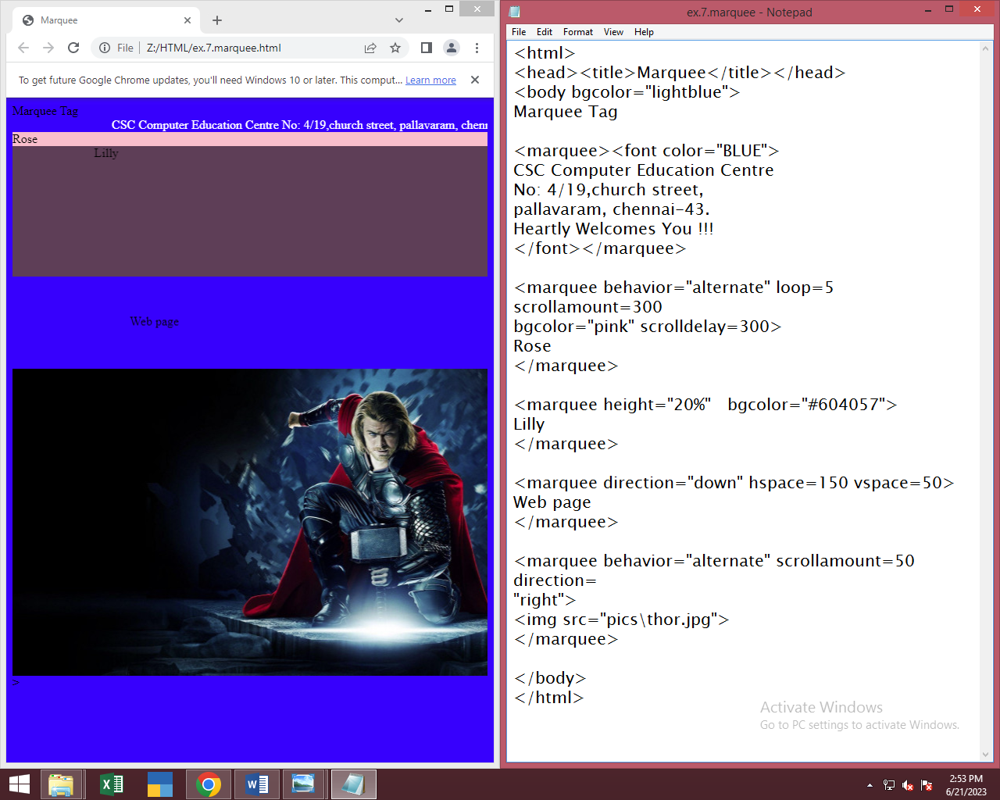 Marquee
File
Z:/HTML/ex.7.marquee.html
To get future Google Chrome updates, you'll need Windows 10 or later. This comput... Learn more
Marquee Tag
CSC Computer Education Centre No: 4/19,church street, pallavaram, chenn
Rose
Lilly
Web page
>
ex.7.marquee - Notepad
File Edit Format View Help
<html>
<head><title>Marquee</title></head>
<body bgcolor="lightblue">
Marquee Tag
<marquee><font color="BLUE">
CSC Computer Education Centre
No: 4/19,church street,
pallavaram, chennai-43.
Heartly Welcomes You !!!
</font></marquee>
<marquee behavior="alternate" loop=5
scrollamount=300
bgcolor="pink" scrolldelay=300>
Rose
</marquee>
<marquee height="20%" bgcolor="#604057">
Lilly
</marquee>
<marquee direction="down" hspace=150 vspace=50>
Web page
</marquee>
<marquee behavior="alternate" scrollamount=50
direction=
"right">
<img src="pics\thor.jpg">
</marquee>
</body>
</html>
Activate Windows
Go to PC settings to activate Windows.
2:53 PM
6/21/2023